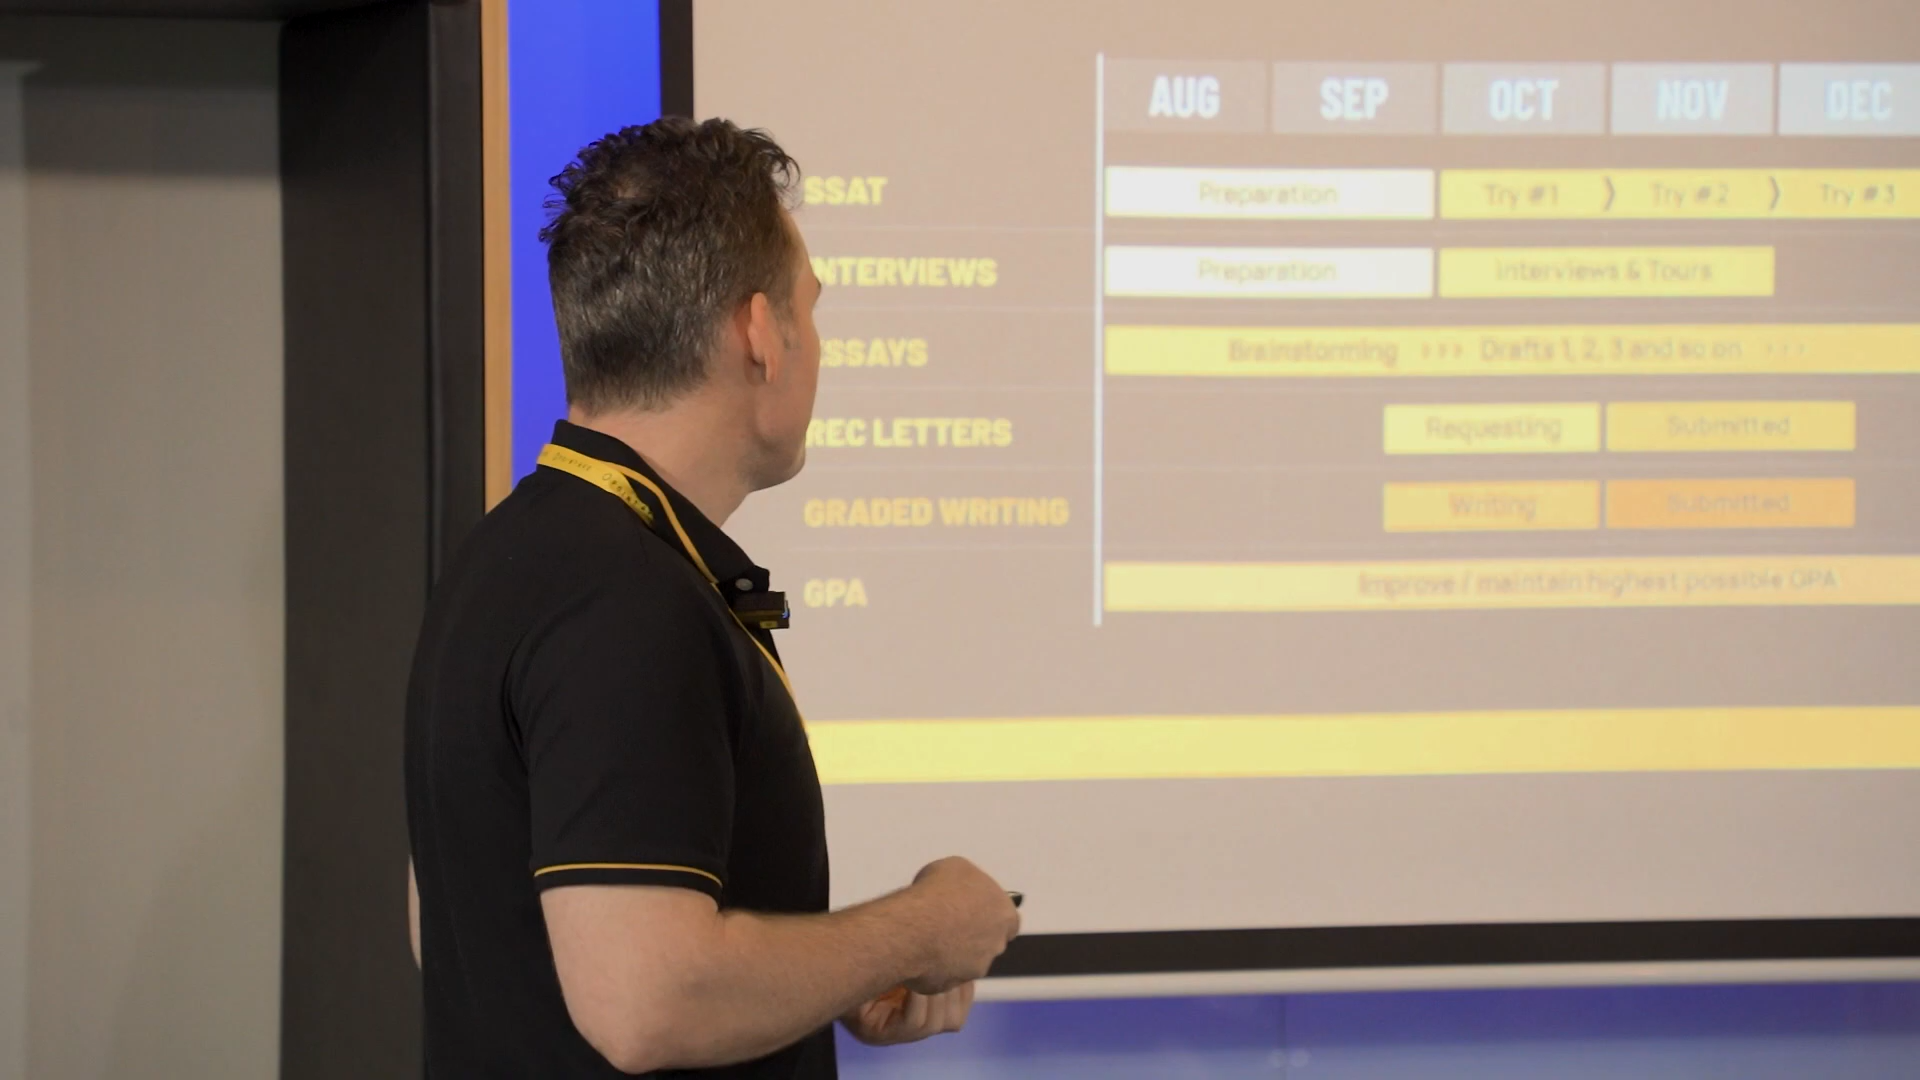 AUG SEP OCT NOV DEC
SSAT Preparation Try #1 Try #2 Try #3
INTERVIEWS Preparation Interviews & Tours
ESSAYS Brainstorming >>> Drafts 1, 2, 3 and so on >>>
REC LETTERS Requesting Submitted
GRADED WRITING Writing Submitted
GPA Improve / maintain highest possible GPA